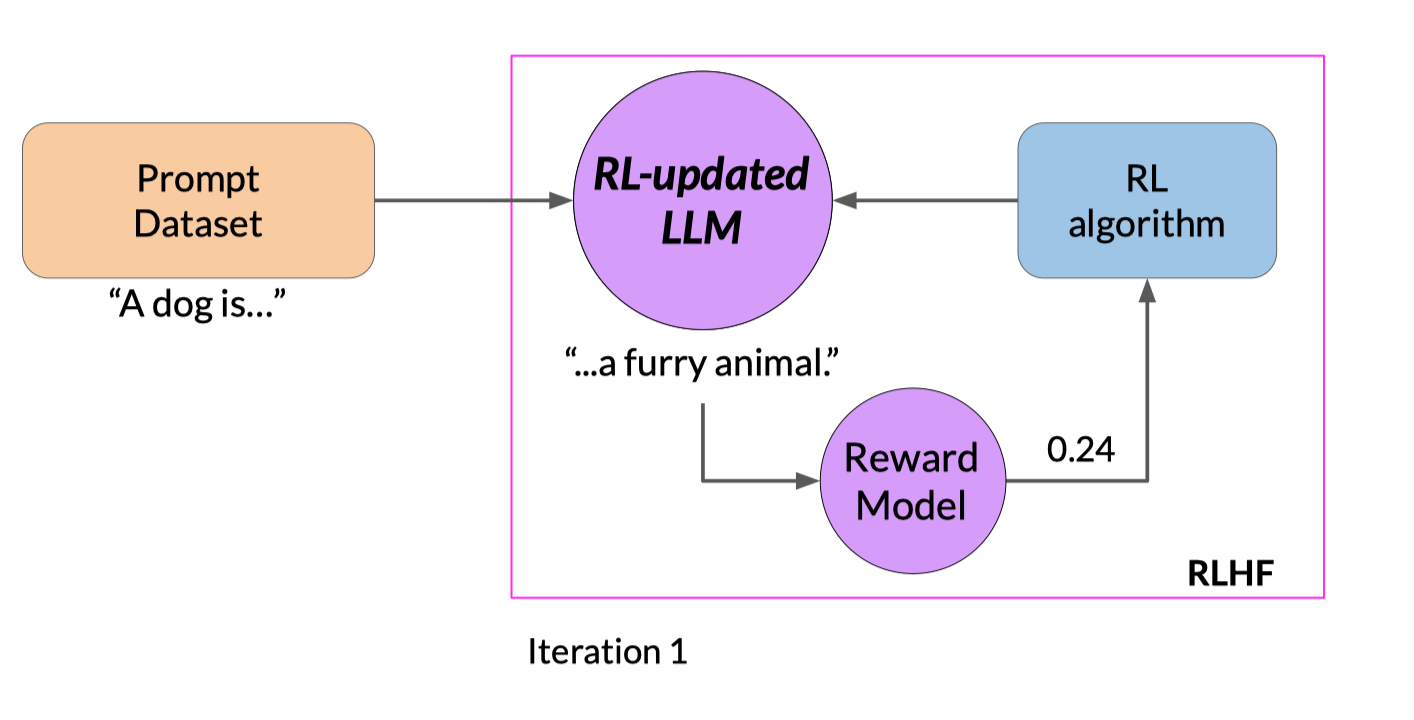 Prompt
Dataset
“A dog is...”
RL-updated
LLM
“...a furry animal.”
RL
algorithm
Reward
Model
0.24
RLHF
Iteration 1